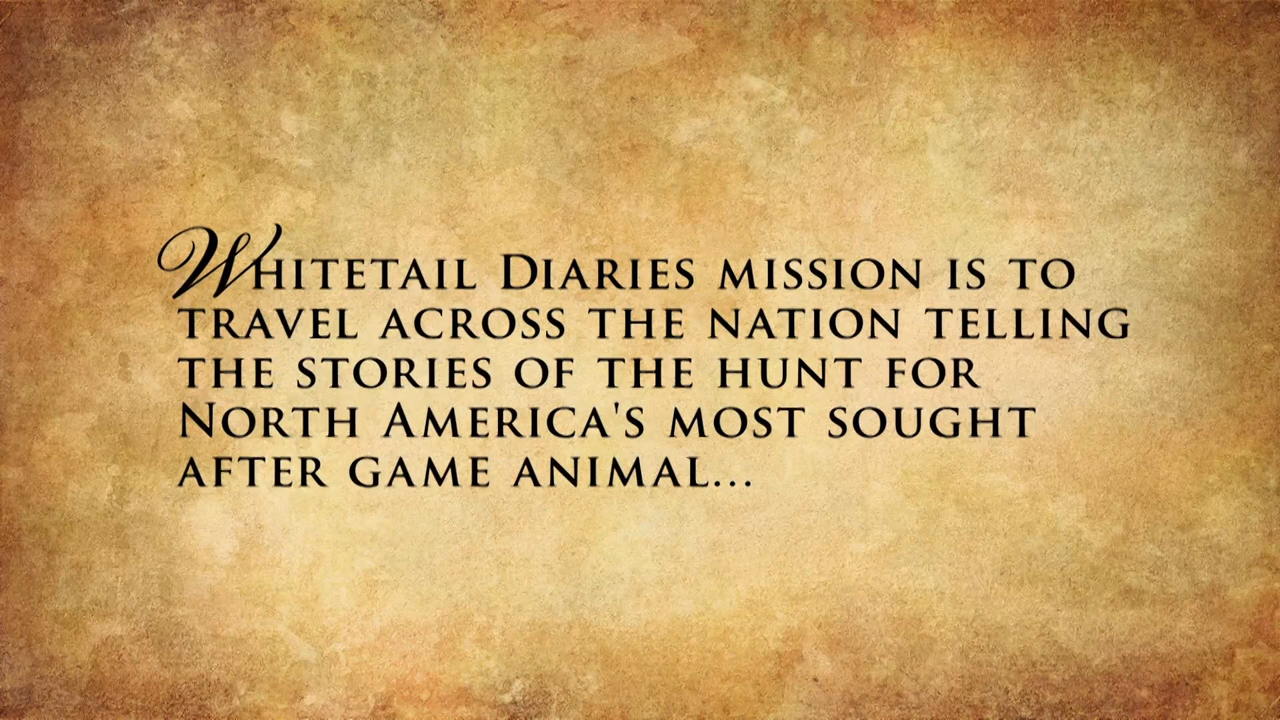 Whitetail Diaries mission is to
travel across the nation telling
the stories of the hunt for
North America's most sought
after game animal...